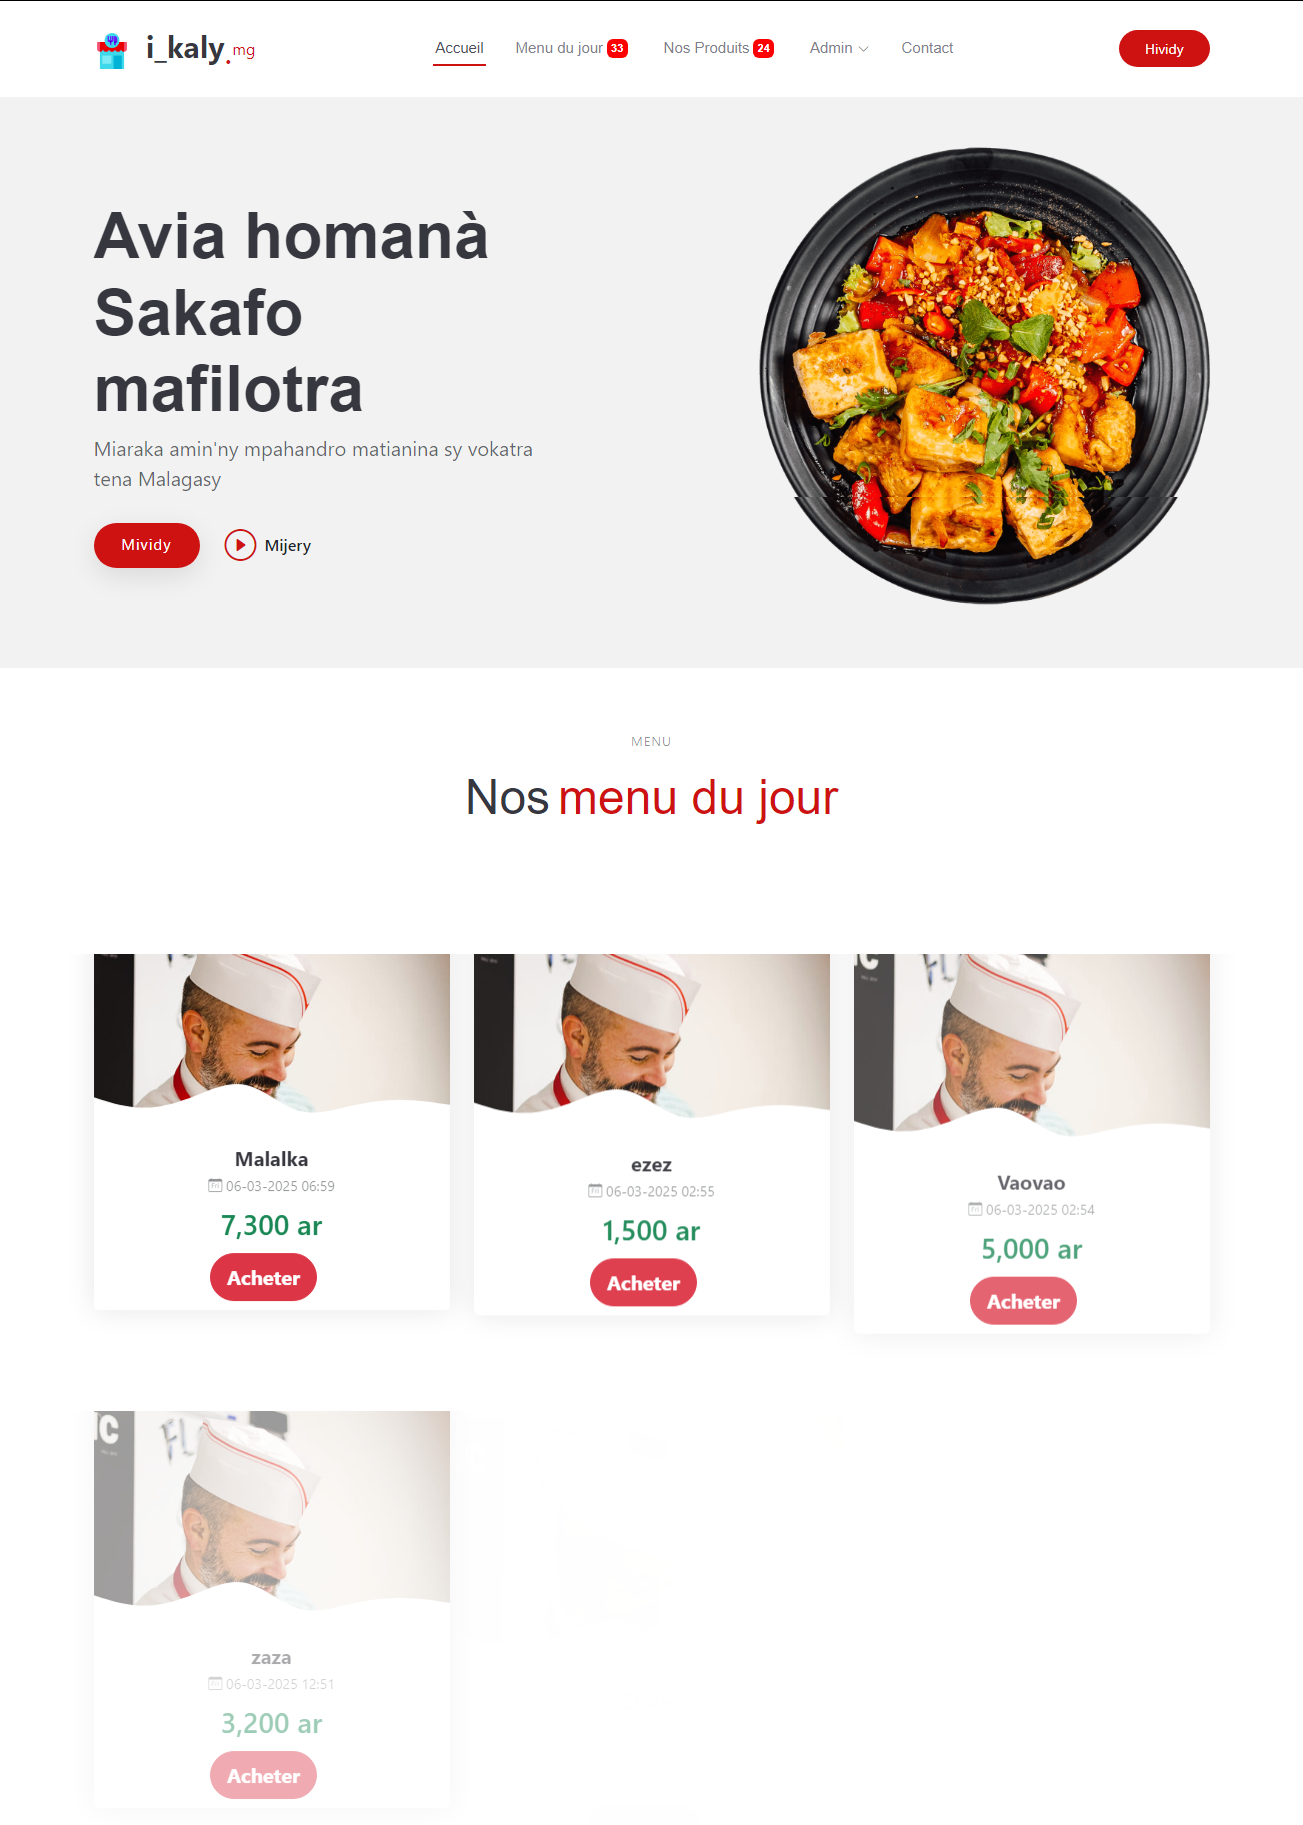 i_kaly.mg
Accueil
Menu du jour 33
Nos Produits 24
Admin
Contact
Hividy
Avia homanà
Sakafo
mafilotra
Miaraka amin'ny mpahandro matianina sy vokatra
tena Malagasy
Mividy
Mijery
MENU
Nos menu du jour
Malalka
06-03-2025 06:59
7,300 ar
Acheter
ezez
06-03-2025 02:55
1,500 ar
Acheter
Vaovao
06-03-2025 02:54
5,000 ar
Acheter
zaza
06-03-2025 12:51
3,200 ar
Acheter